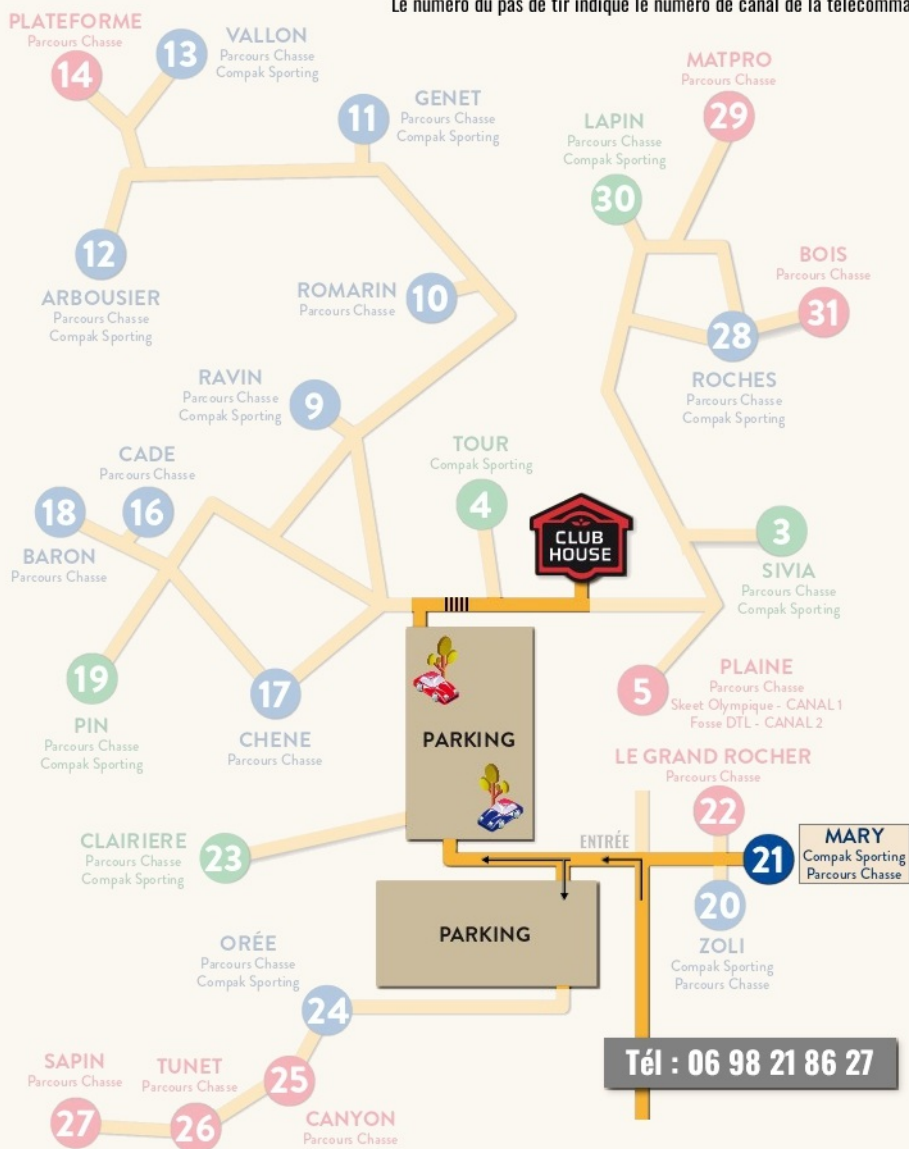 Le numéro du pas de tir indique le numéro de canal de la télécomma
PLATEFORME
Parcours Chasse
14
13
VALLON
Parcours Chasse
Compak Sporting
11
GENET
Parcours Chasse
Compak Sporting
MATPRO
Parcours Chasse
29
LAPIN
Parcours Chasse
Compak Sporting
30
12
ARBOUSIER
Parcours Chasse
Compak Sporting
ROMARIN
Parcours Chasse
10
BOIS
Parcours Chasse
31
28
ROCHES
Parcours Chasse
Compak Sporting
RAVIN
Parcours Chasse
Compak Sporting
9
TOUR
Compak Sporting
4
CADE
Parcours Chasse
16
18
BARON
Parcours Chasse
CLUB
HOUSE
3
SIVIA
Parcours Chasse
Compak Sporting
19
PIN
Parcours Chasse
Compak Sporting
17
CHENE
Parcours Chasse
5
PLAINE
Parcours Chasse
Skeet Olympique - CANAL 1
Fosse DTL - CANAL 2
PARKING
LE GRAND ROCHER
Parcours Chasse
22
CLAIRIERE
Parcours Chasse
Compak Sporting
23
ENTRÉE
21
MARY
Compak Sporting
Parcours Chasse
20
ZOLI
Compak Sporting
Parcours Chasse
PARKING
ORÉE
Parcours Chasse
Compak Sporting
24
Tél : 06 98 21 86 27
SAPIN
Parcours Chasse
27
TUNET
Parcours Chasse
26
25
CANYON
Parcours Chasse